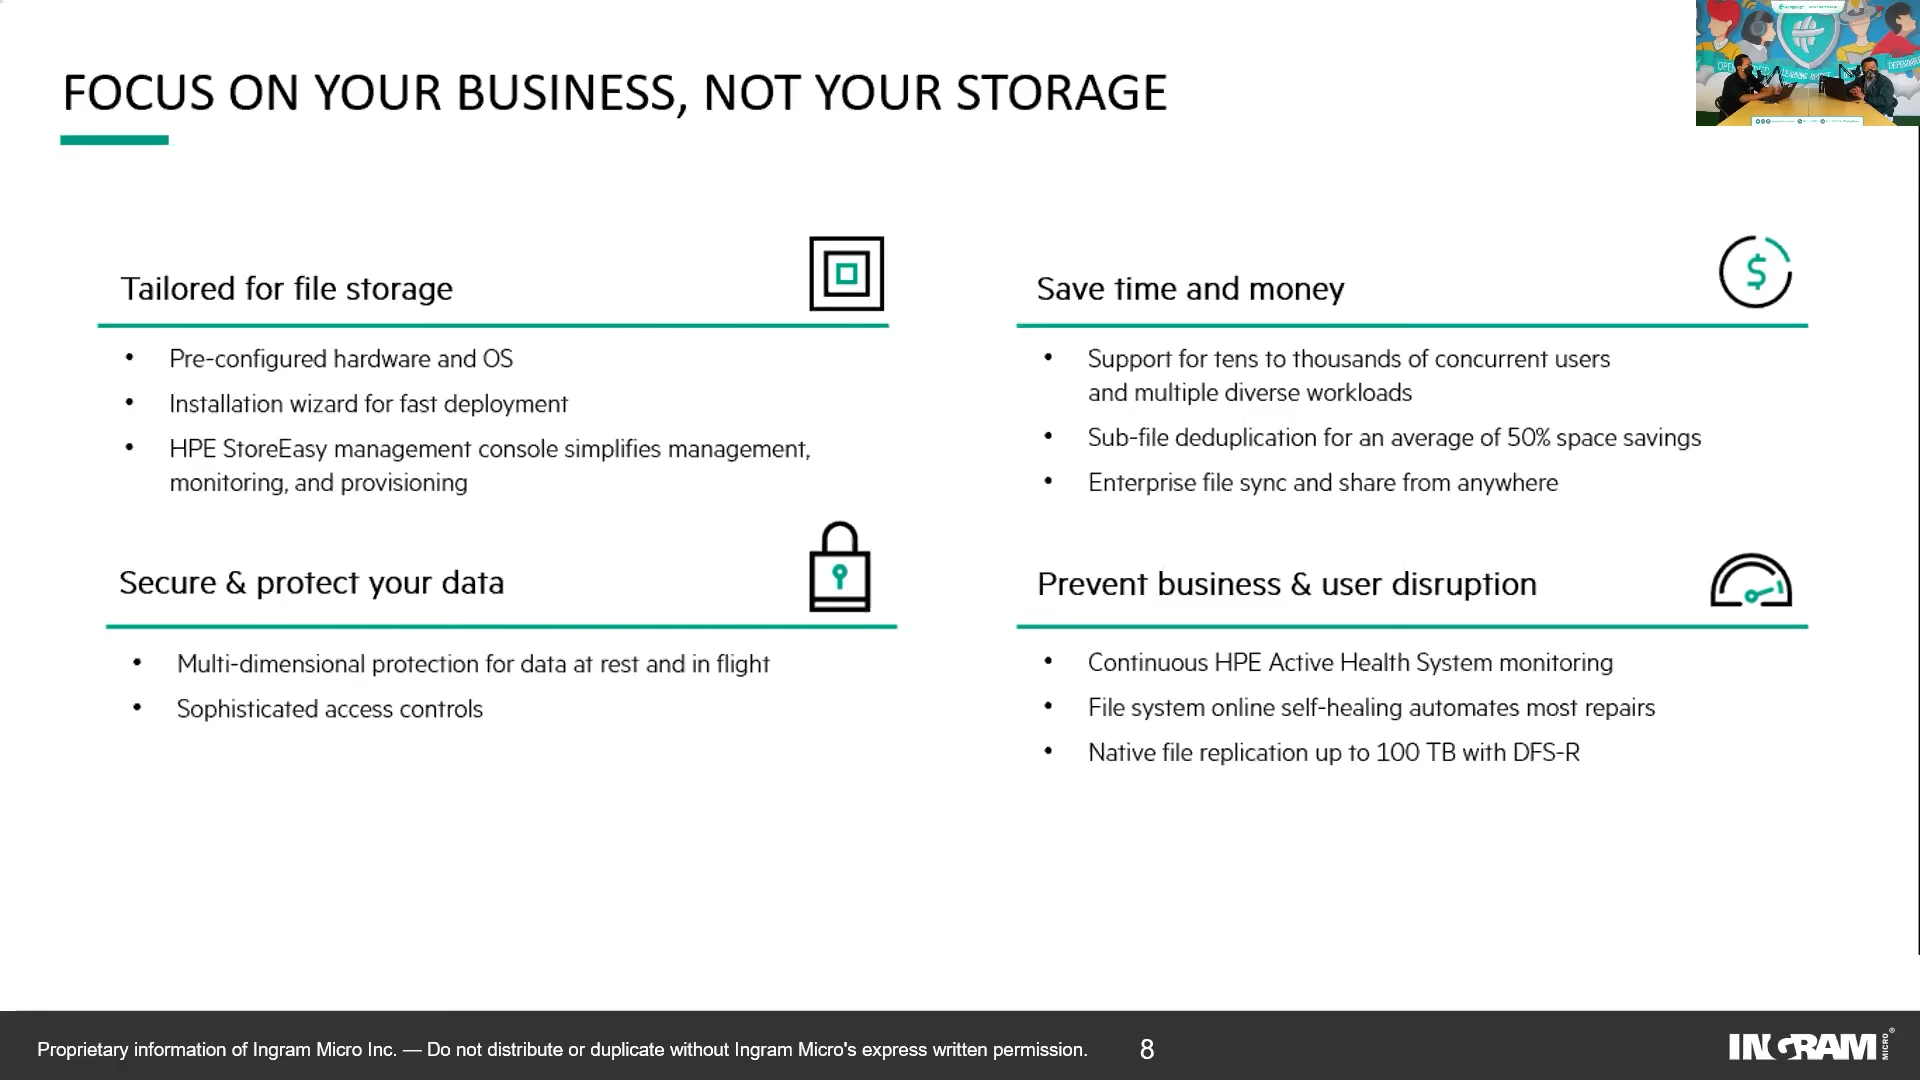 FOCUS ON YOUR BUSINESS, NOT YOUR STORAGE
Tailored for file storage
• Pre-configured hardware and OS
• Installation wizard for fast deployment
• HPE StoreEasy management console simplifies management,
monitoring, and provisioning
Save time and money
$
• Support for tens to thousands of concurrent users
and multiple diverse workloads
• Sub-file deduplication for an average of 50% space savings
• Enterprise file sync and share from anywhere
Secure & protect your data
• Multi-dimensional protection for data at rest and in flight
• Sophisticated access controls
Prevent business & user disruption
• Continuous HPE Active Health System monitoring
• File system online self-healing automates most repairs
• Native file replication up to 100 TB with DFS-R
Proprietary information of Ingram Micro Inc. — Do not distribute or duplicate without Ingram Micro's express written permission.
8
INGRAM MICRO®